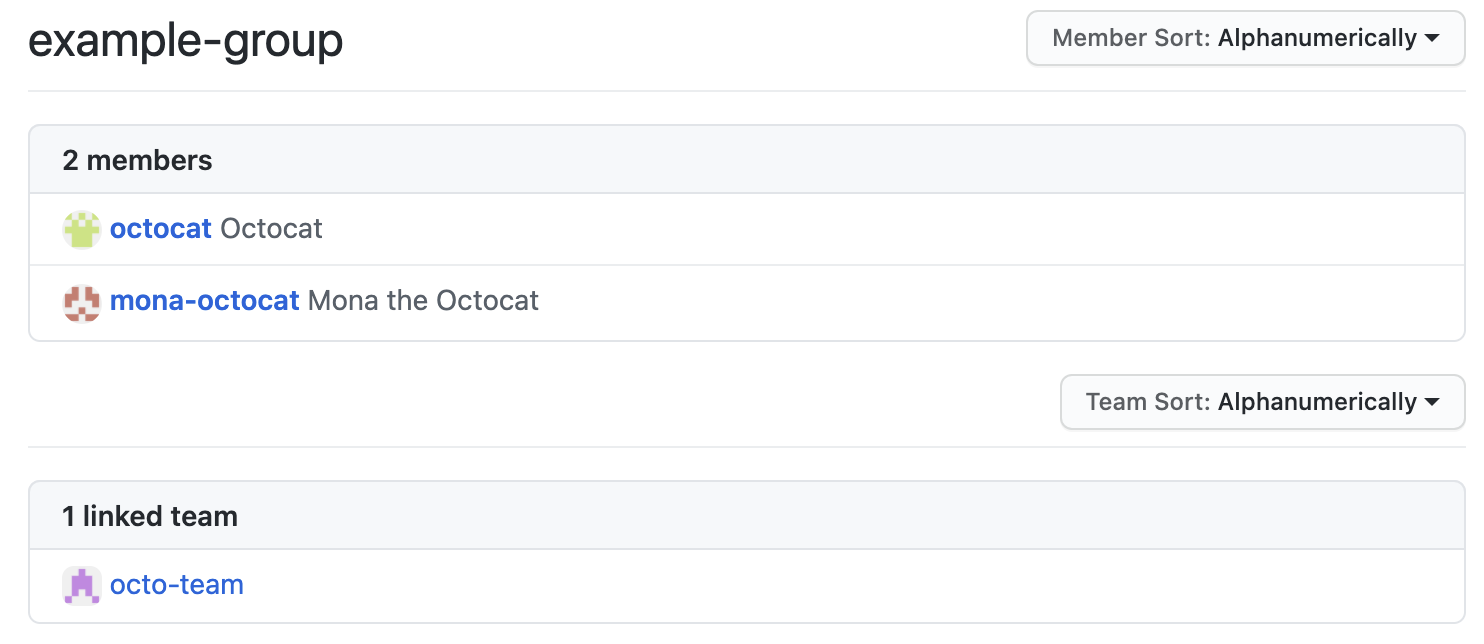 example-group
Member Sort: Alphanumerically
2 members
octocat Octocat
mona-octocat Mona the Octocat
Team Sort: Alphanumerically
1 linked team
octo-team